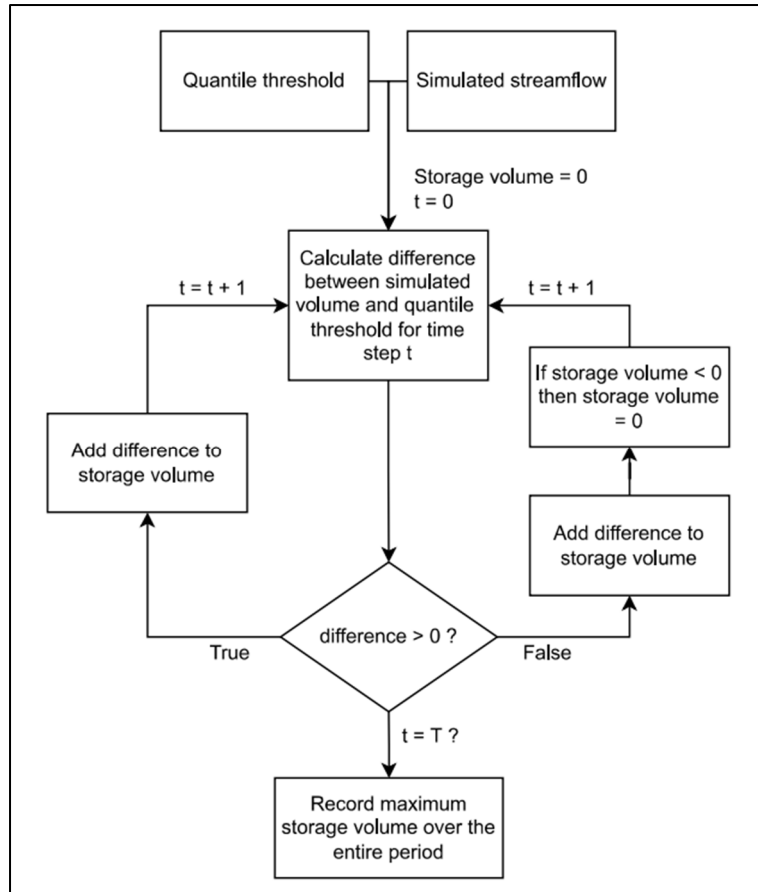 Quantile threshold
Simulated streamflow
Storage volume = 0
t = 0
Calculate difference
between simulated
volume and quantile
threshold for time
step t
t = t + 1
t = t + 1
If storage volume < 0
then storage volume
= 0
Add difference to
storage volume
Add difference to
storage volume
difference > 0 ?
True
False
t = T ?
Record maximum
storage volume over the
entire period